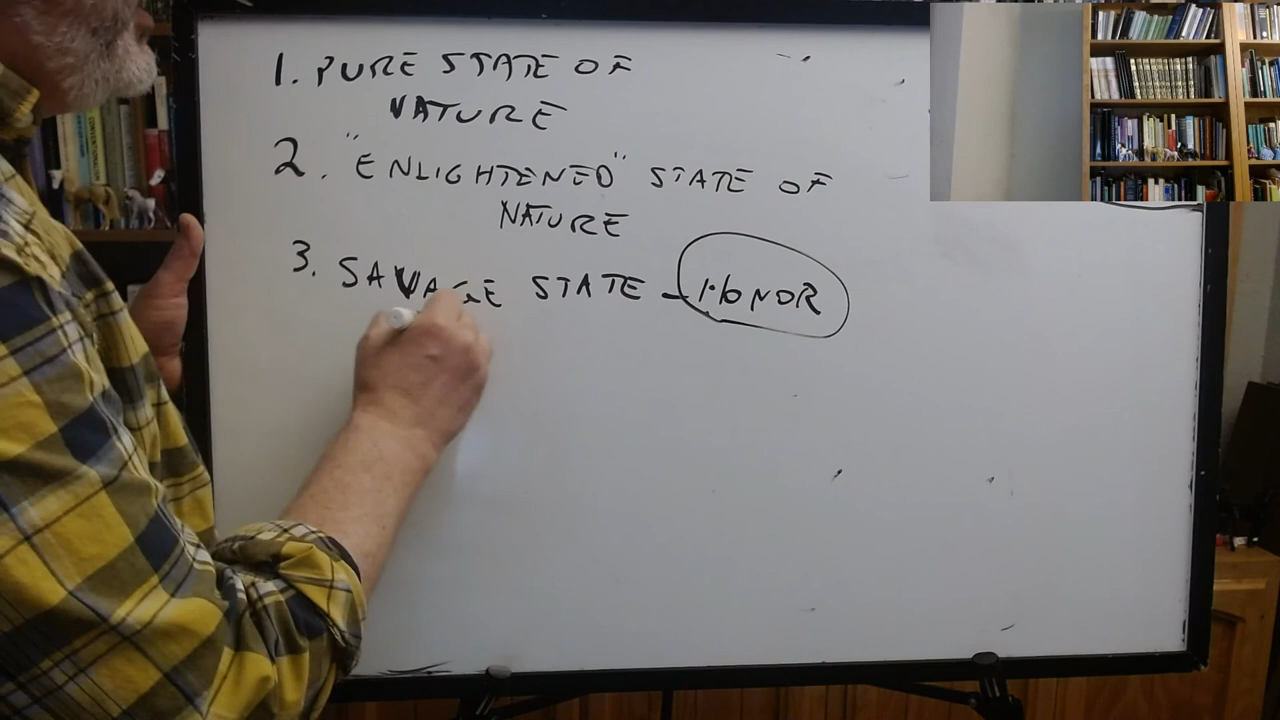 1. PURE STATE OF
NATURE
2. "ENLIGHTENED" STATE OF
NATURE
3. SAVAGE STATE - HONOR